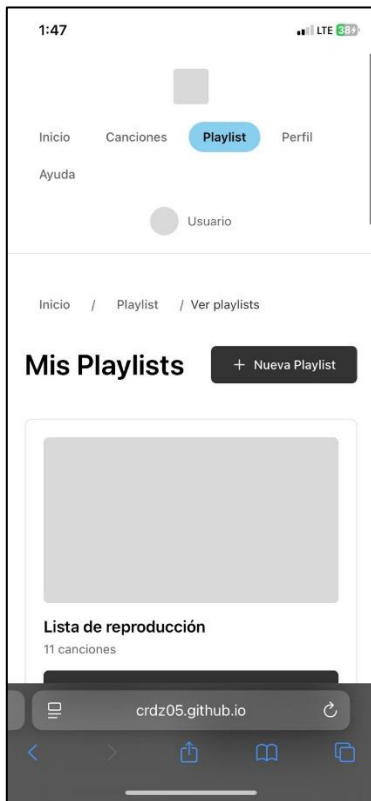 1:47 LTE 38
Inicio Canciones Playlist Perfil
Ayuda
Usuario
Inicio / Playlist / Ver playlists
Mis Playlists + Nueva Playlist
Lista de reproducción
11 canciones
crdz05.github.io